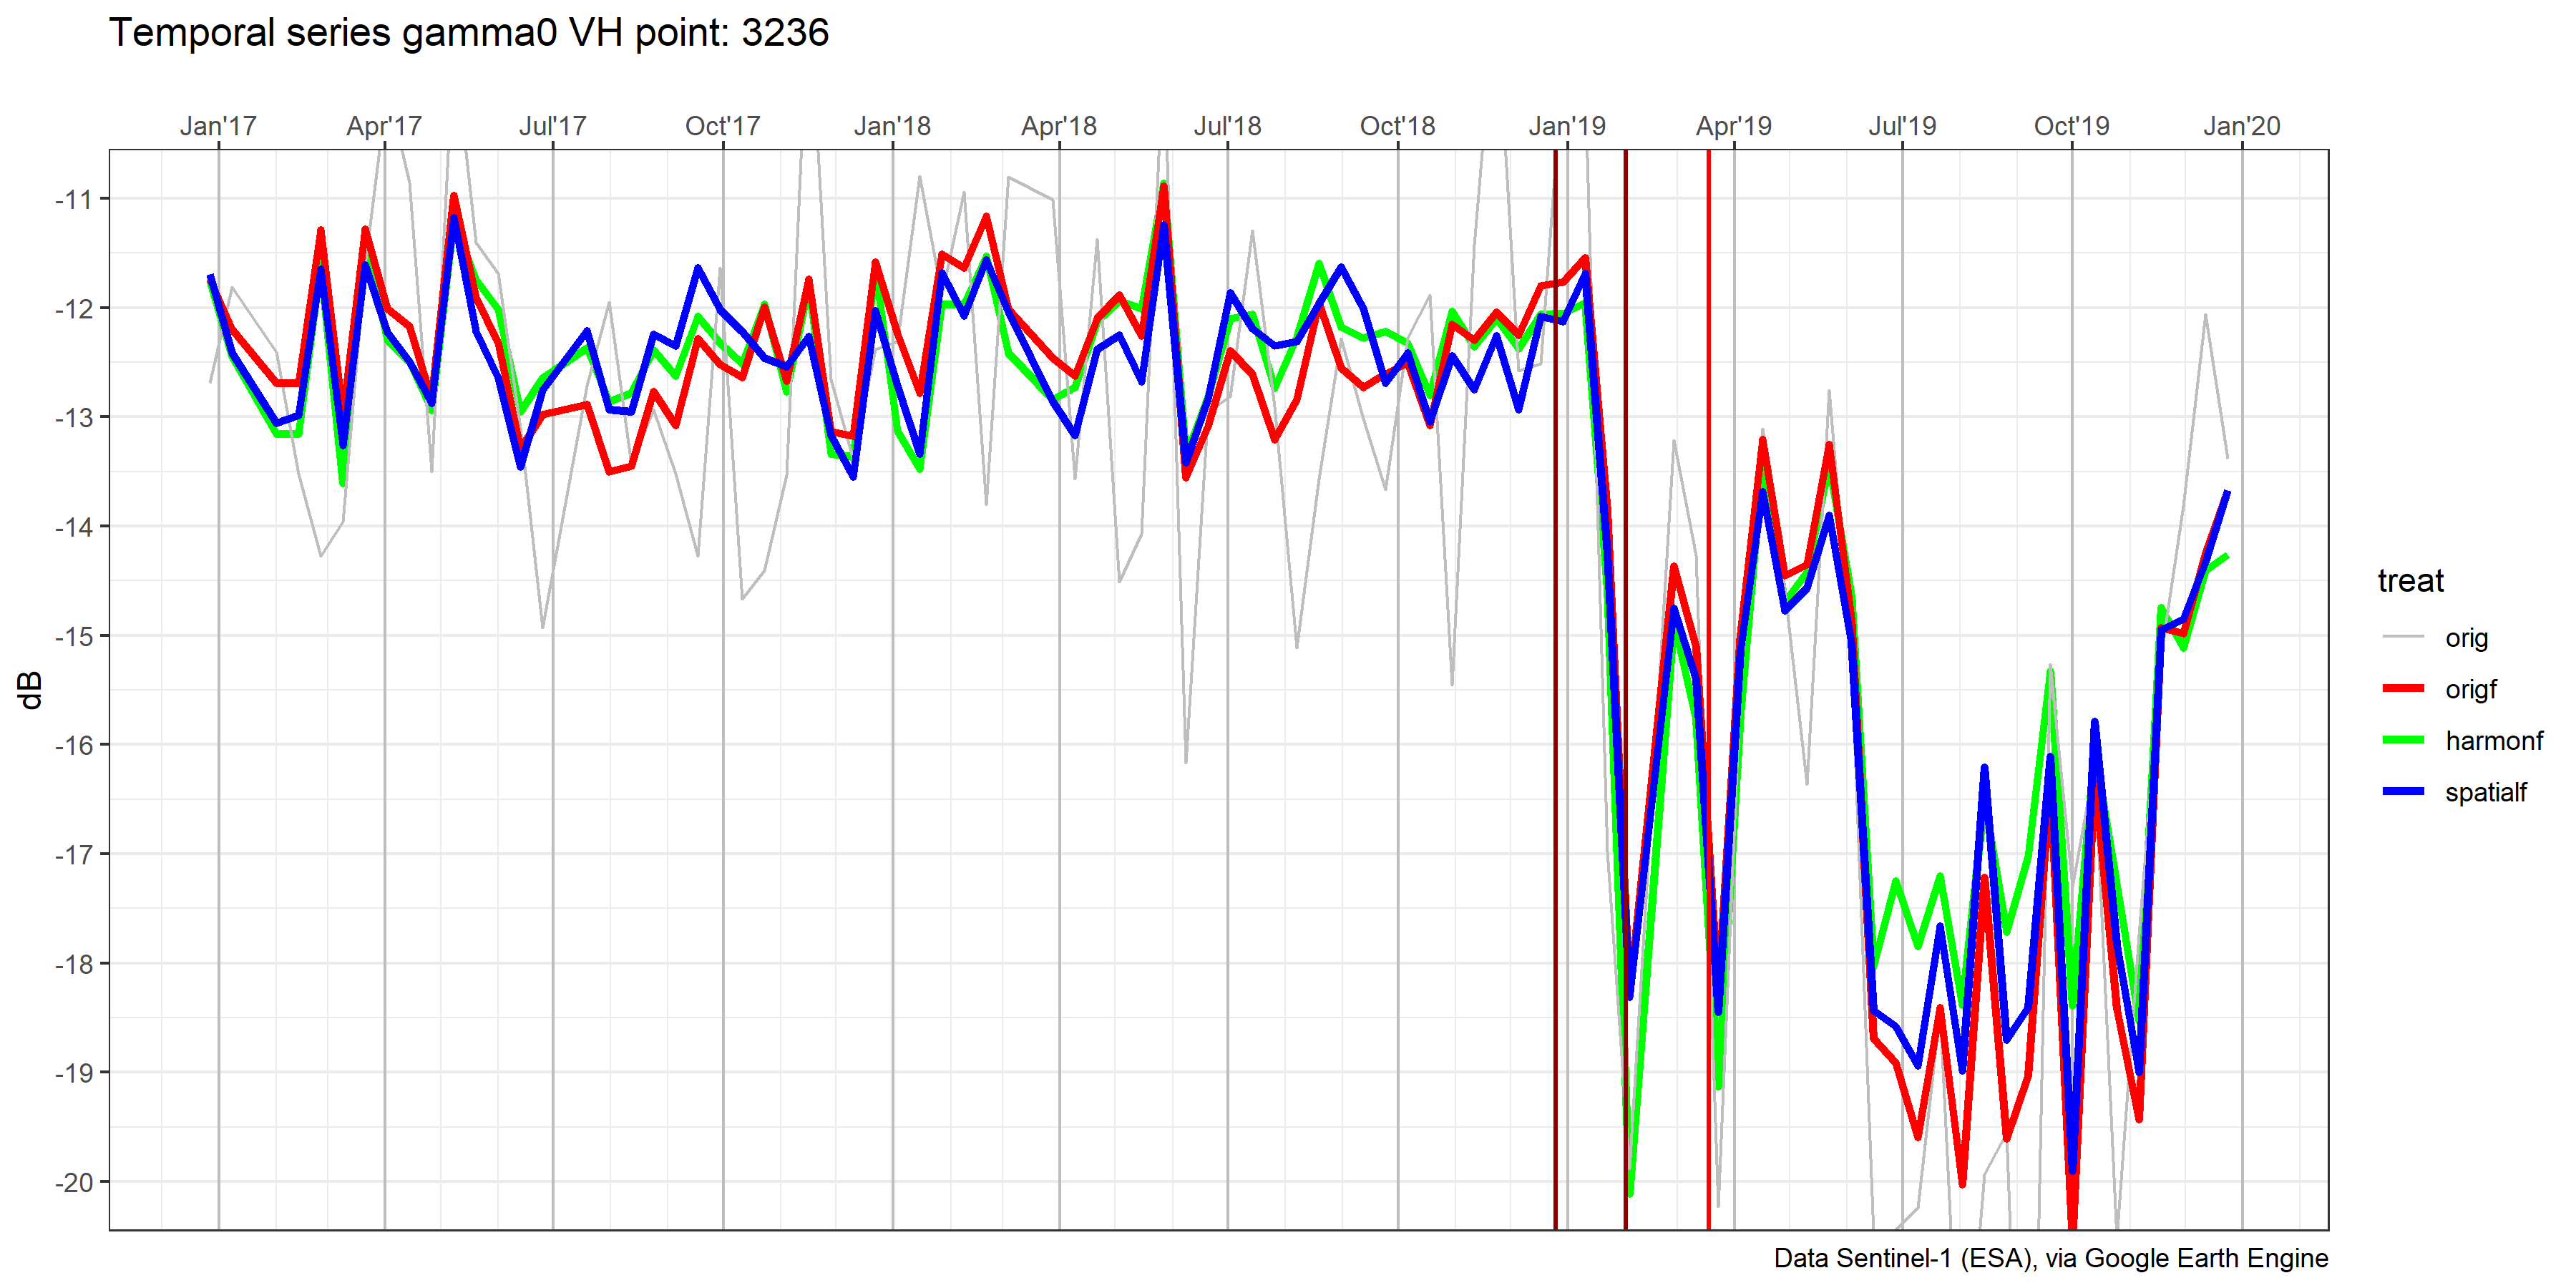 Temporal series gamma0 VH point: 3236
Jan'17 Apr'17 Jul'17 Oct'17 Jan'18 Apr'18 Jul'18 Oct'18 Jan'19 Apr'19 Jul'19 Oct'19 Jan'20
-11
-12
-13
-14
-15
-16
-17
-18
-19
-20
dB
treat
orig
origf
harmonf
spatialf
Data Sentinel-1 (ESA), via Google Earth Engine